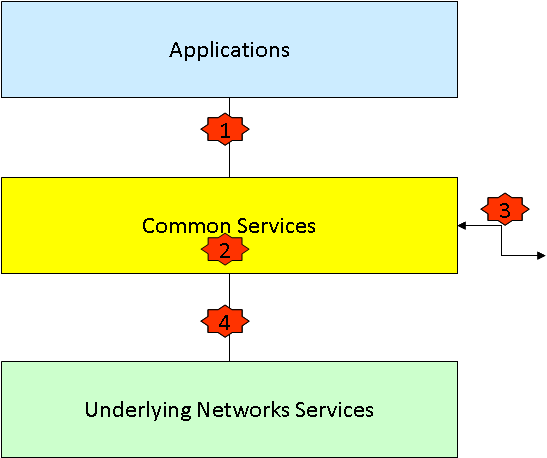 Applications
1
Common Services
3
2
4
Underlying Networks Services